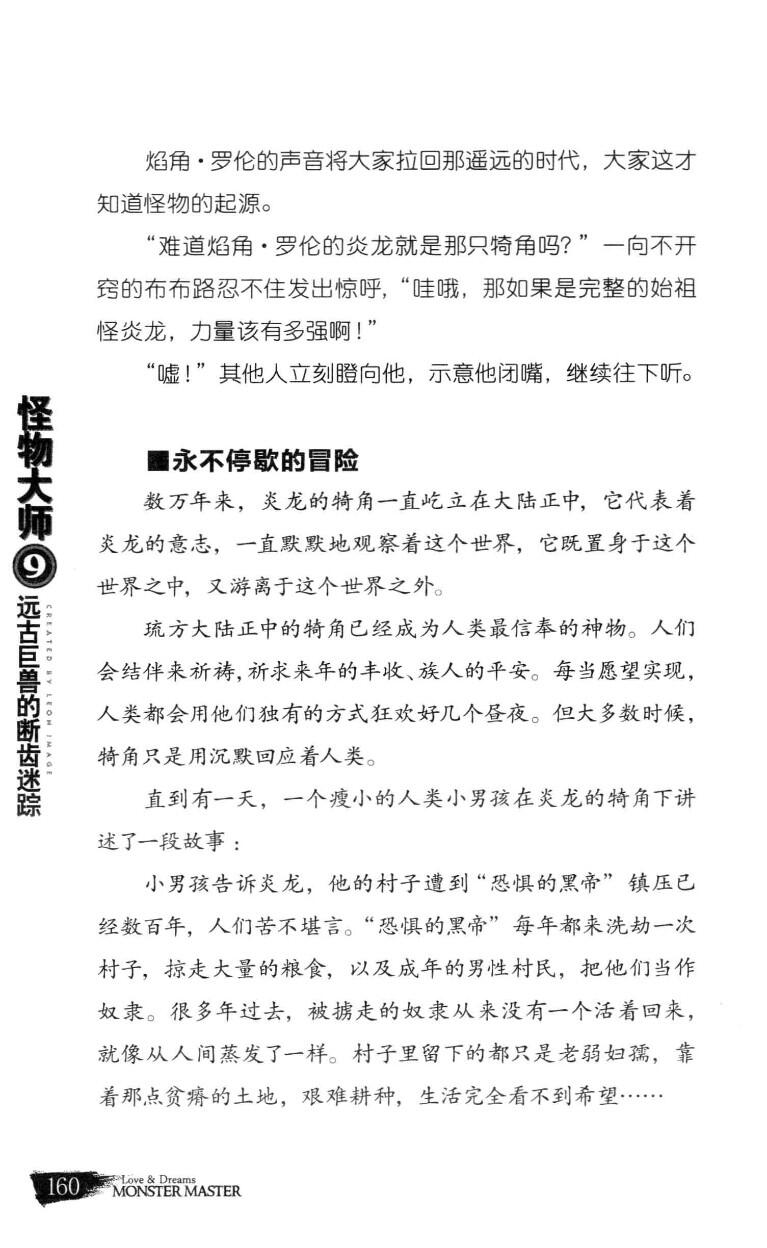 焰角·罗伦的声音将大家拉回那遥远的时代，大家这才
知道怪物的起源。
“难道焰角·罗伦的炎龙就是那只犄角吗？”一向不开
窍的布布路忍不住发出惊呼，“哇哦，那如果是完整的始祖
怪炎龙，力量该有多强啊！”
“嘘！”其他人立刻瞪向他，示意他闭嘴，继续往下听。
■永不停歇的冒险
数万年来，炎龙的犄角一直屹立在大陆正中，它代表着
炎龙的意志，一直默默地观察着这个世界，它既置身于这个
世界之中，又游离于这个世界之外。
琉方大陆正中的犄角已经成为人类最信奉的神物。人们
会结伴来祈祷，祈求来年的丰收、族人的平安。每当愿望实现，
人类都会用他们独有的方式狂欢好几个昼夜。但大多数时候，
犄角只是用沉默回应着人类。
直到有一天，一个瘦小的人类小男孩在炎龙的犄角下讲
述了一段故事：
小男孩告诉炎龙，他的村子遭到“恐惧的黑帝”镇压已
经数百年，人们苦不堪言。“恐惧的黑帝”每年都来洗劫一次
村子，掠走大量的粮食，以及成年的男性村民，把他们当作
奴隶。很多年过去，被掳走的奴隶从来没有一个活着回来，
就像从人间蒸发了一样。村子里留下的都只是老弱妇孺，靠
着那点贫瘠的土地，艰难耕种，生活完全看不到希望……
怪物大师
9
远古巨兽的断齿迷踪
CREATED BY LEON IMAGE
160
Love & Dreams
MONSTER MASTER